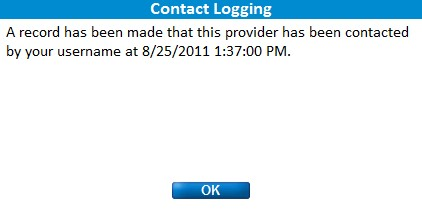 Contact Logging
A record has been made that this provider has been contacted
by your username at 8/25/2011 1:37:00 PM.
OK